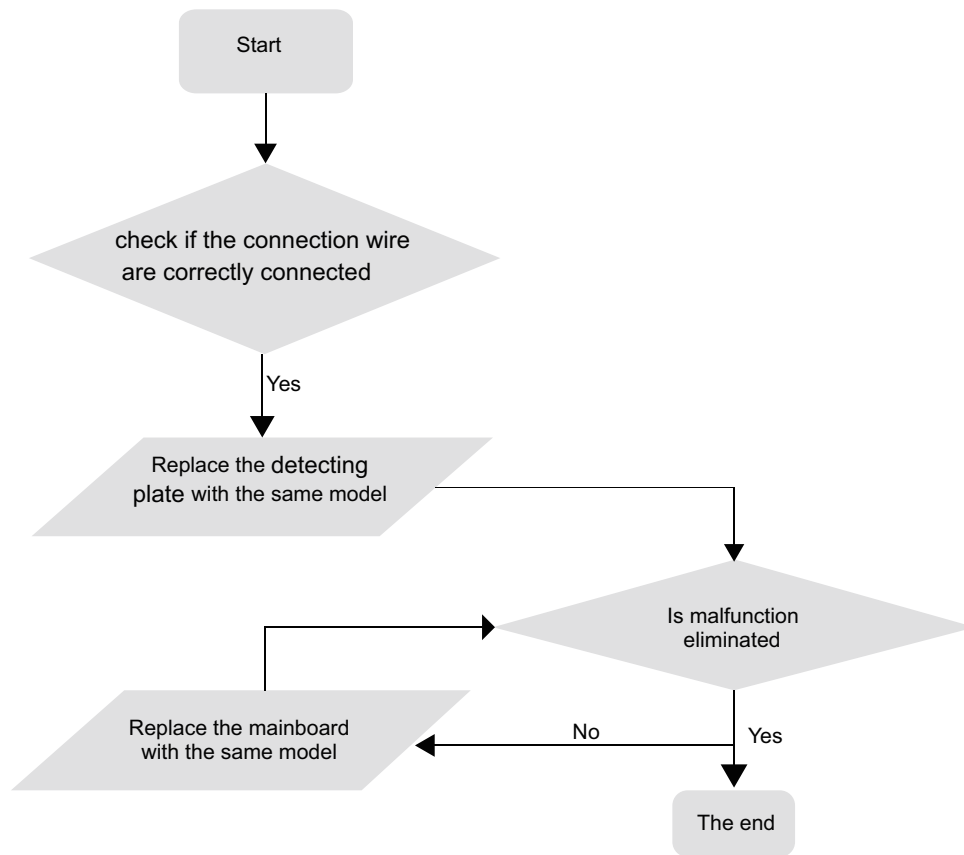 Start
check if the connection wire
are correctly connected
Yes
Replace the detecting
plate with the same model
Is malfunction
eliminated
Replace the mainboard
with the same model
No
Yes
The end